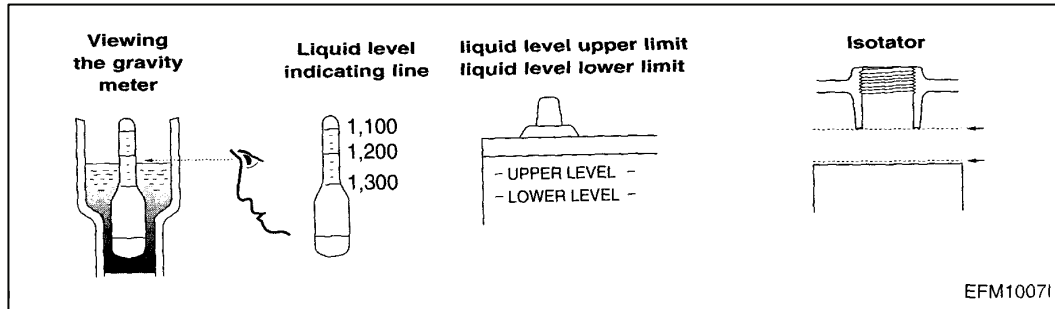 Viewing
the gravity
meter
Liquid level
indicating line
liquid level upper limit
liquid level lower limit
Isotator
1,100
1,200
1,300
- UPPER LEVEL -
- LOWER LEVEL -
EFM1007I